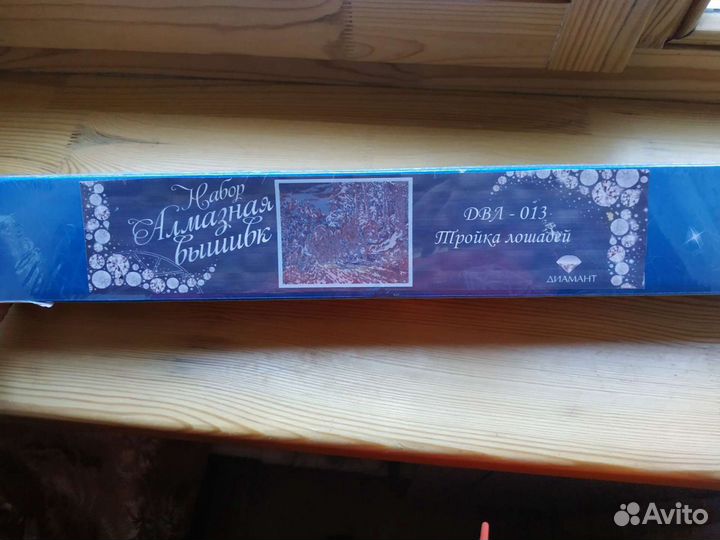 Набор
Алмазная
вышивк
ДВЛ - 013
Тройка лошадей
ДИАМАНТ
Avito